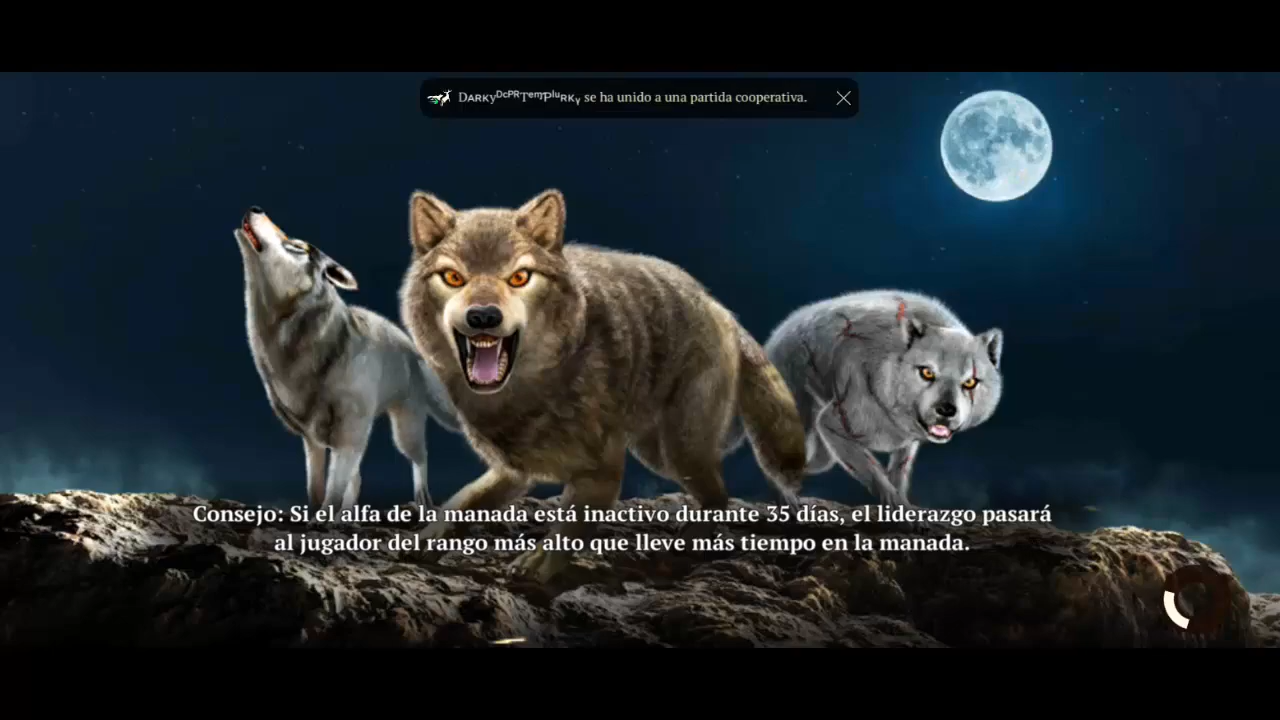 se ha unido a una partida cooperativa.
Consejo: Si el alfa de la manada está inactivo durante 35 días, el liderazgo pasará
al jugador del rango más alto que lleve más tiempo en la manada.